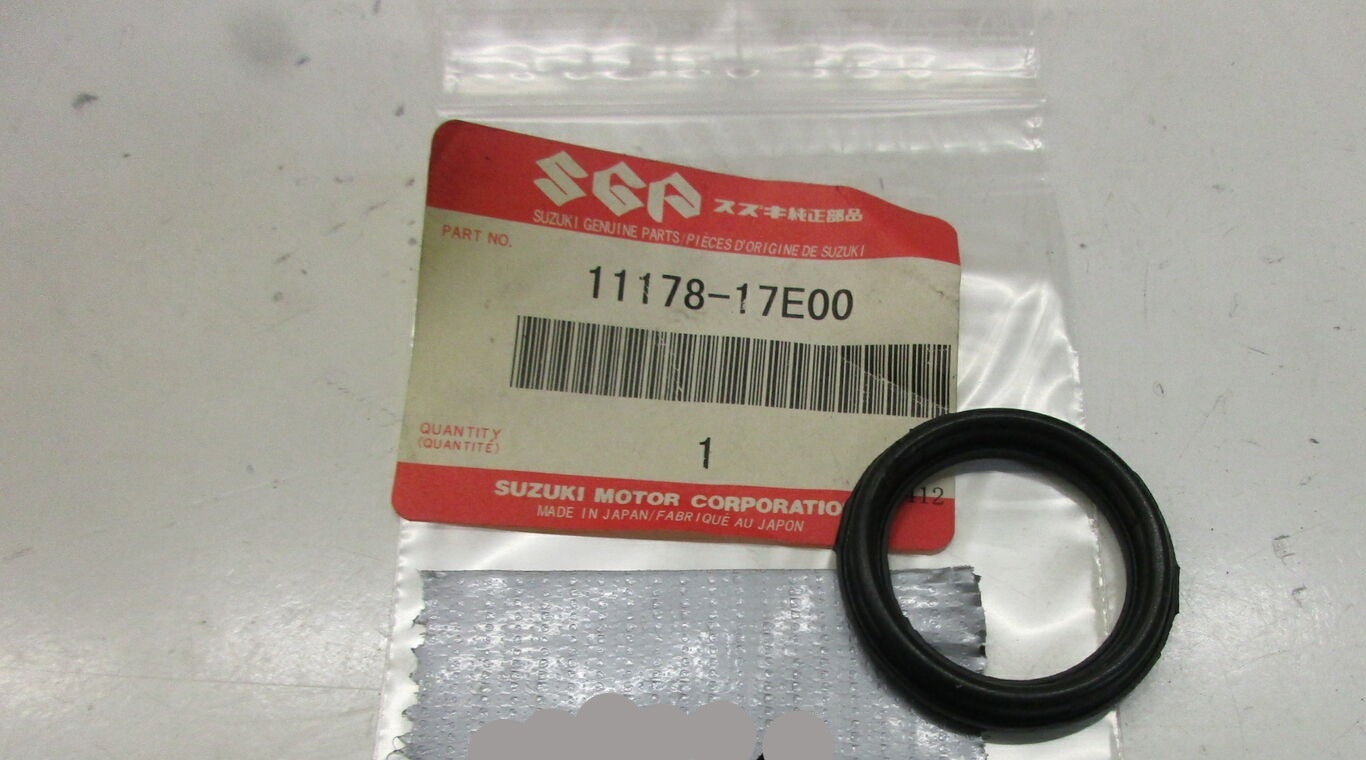 SGP スズキ純正部品
SUZUKI GENUINE PARTS/PIÈCES D'ORIGINE DE SUZUKI
PART NO.
11178-17E00
QUANTITY
(QUANTITÉ)
1
SUZUKI MOTOR CORPORATIO
412
MADE IN JAPAN/FABRIQUÉ AU JAPON